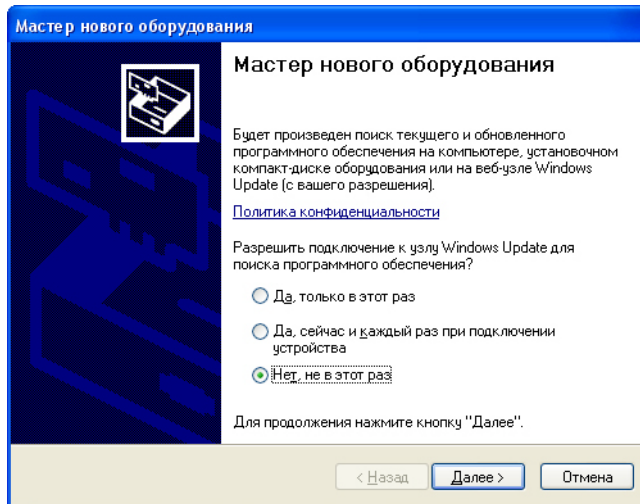 Мастер нового оборудования
Мастер нового оборудования
Будет произведен поиск текущего и обновленного
программного обеспечения на компьютере, установочном
компакт-диске оборудования или на веб-узле Windows
Update (с вашего разрешения).
Политика конфиденциальности
Разрешить подключение к узлу Windows Update для
поиска программного обеспечения?
Да, только в этот раз
Да, сейчас и каждый раз при подключении
устройства
Нет, не в этот раз
Для продолжения нажмите кнопку "Далее".
< Назад
Далее >
Отмена